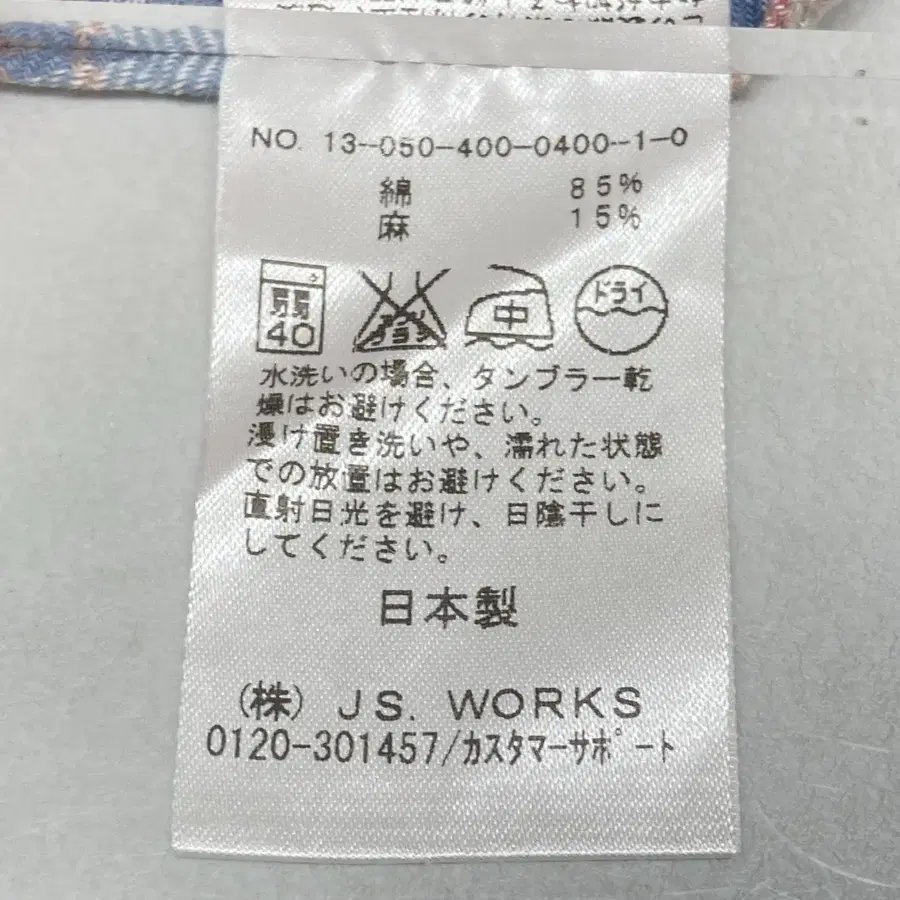 NO. 13-050-400-0400-1-0
綿 85%
麻 15%
40
中
ドライ
水洗いの場合、タンブラー乾
燥はお避けください。
浸け置き洗いや、濡れた状態
での放置はお避けください。
直射日光を避け、日陰干しに
してください。
日本製
(株) JS. WORKS
0120-301457/カスタマーサポート